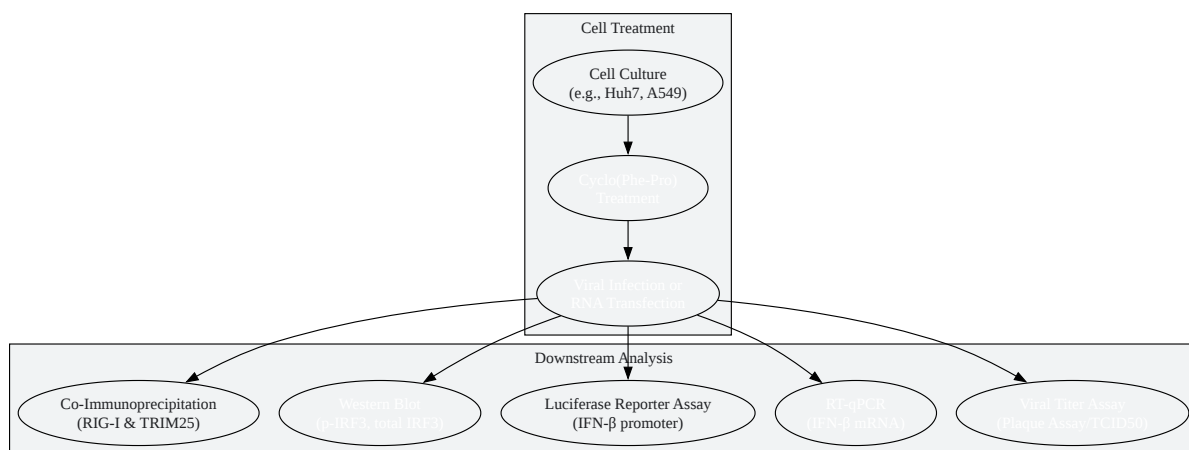 Cell Treatment
Cell Culture
(e.g., Huh7, A549)
Cyclo(Phe-Pro)
Treatment
Viral Infection or
RNA Transfection
Downstream Analysis
Co-Immunoprecipitation
(RIG-I & TRIM25)
Western Blot
(p-IRF3, total IRF3)
Luciferase Reporter Assay
(IFN-β promoter)
RT-qPCR
(IFN-β mRNA)
Viral Titer Assay
(Plaque Assay/TCID50)